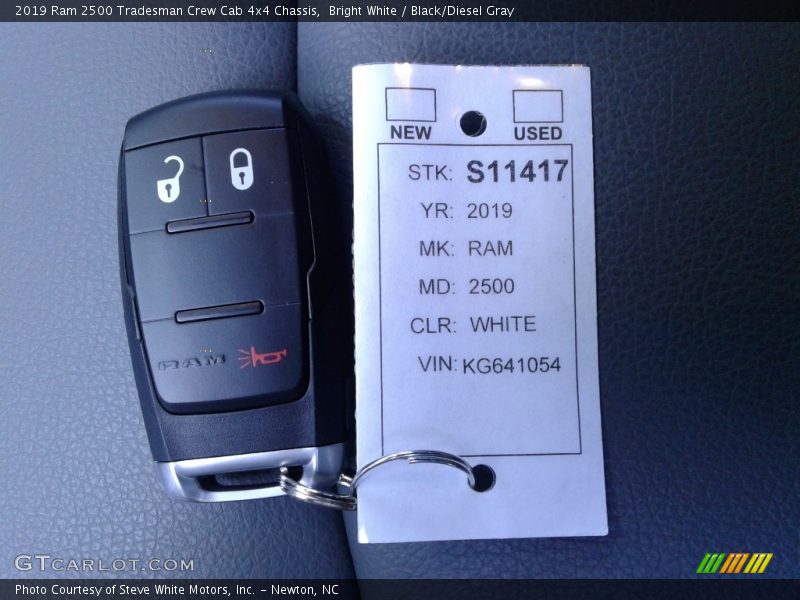 2019 Ram 2500 Tradesman Crew Cab 4x4 Chassis,  Bright White / Black/Diesel Gray
NEW USED
STK: S11417
YR: 2019
MK: RAM
MD: 2500
CLR: WHITE
VIN: KG641054
RAM
GTCARLOT.COM
Photo Courtesy of Steve White Motors, Inc. – Newton, NC